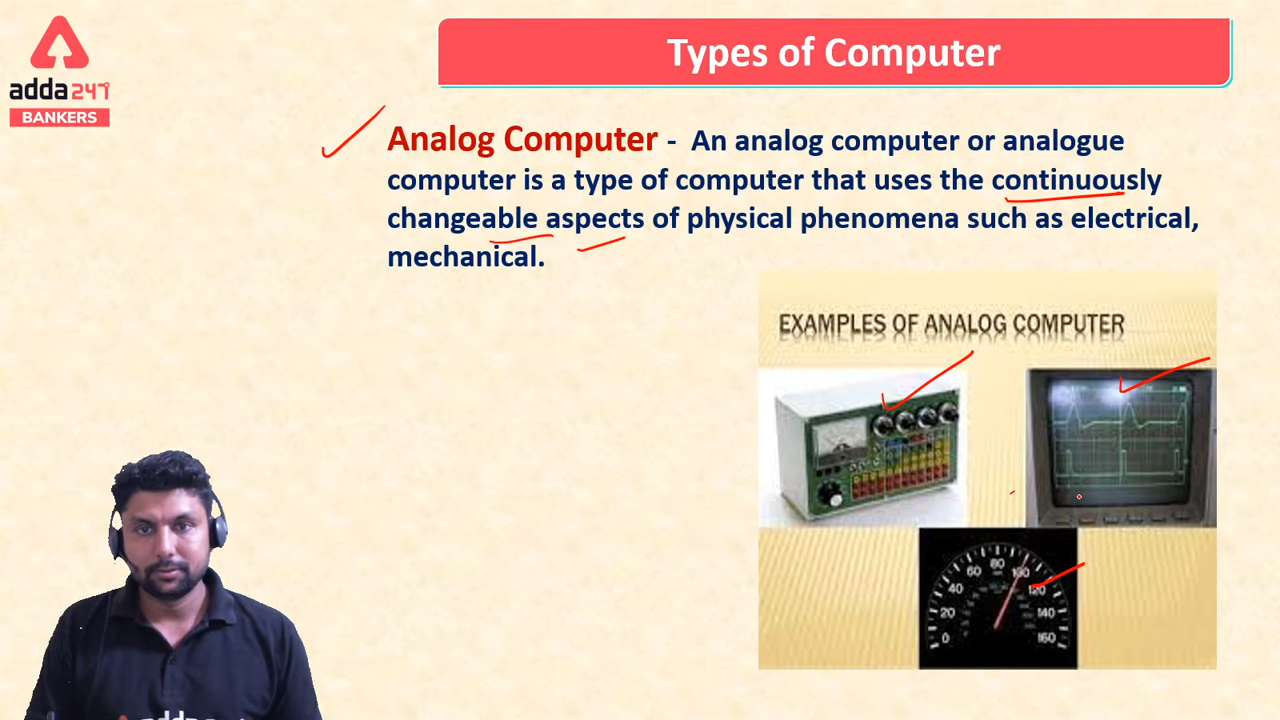 adda247
BANKERS
Types of Computer
Analog Computer - An analog computer or analogue
computer is a type of computer that uses the continuously
changeable aspects of physical phenomena such as electrical,
mechanical.
EXAMPLES OF ANALOG COMPUTER
0
20
40
60
80
100
120
140
160